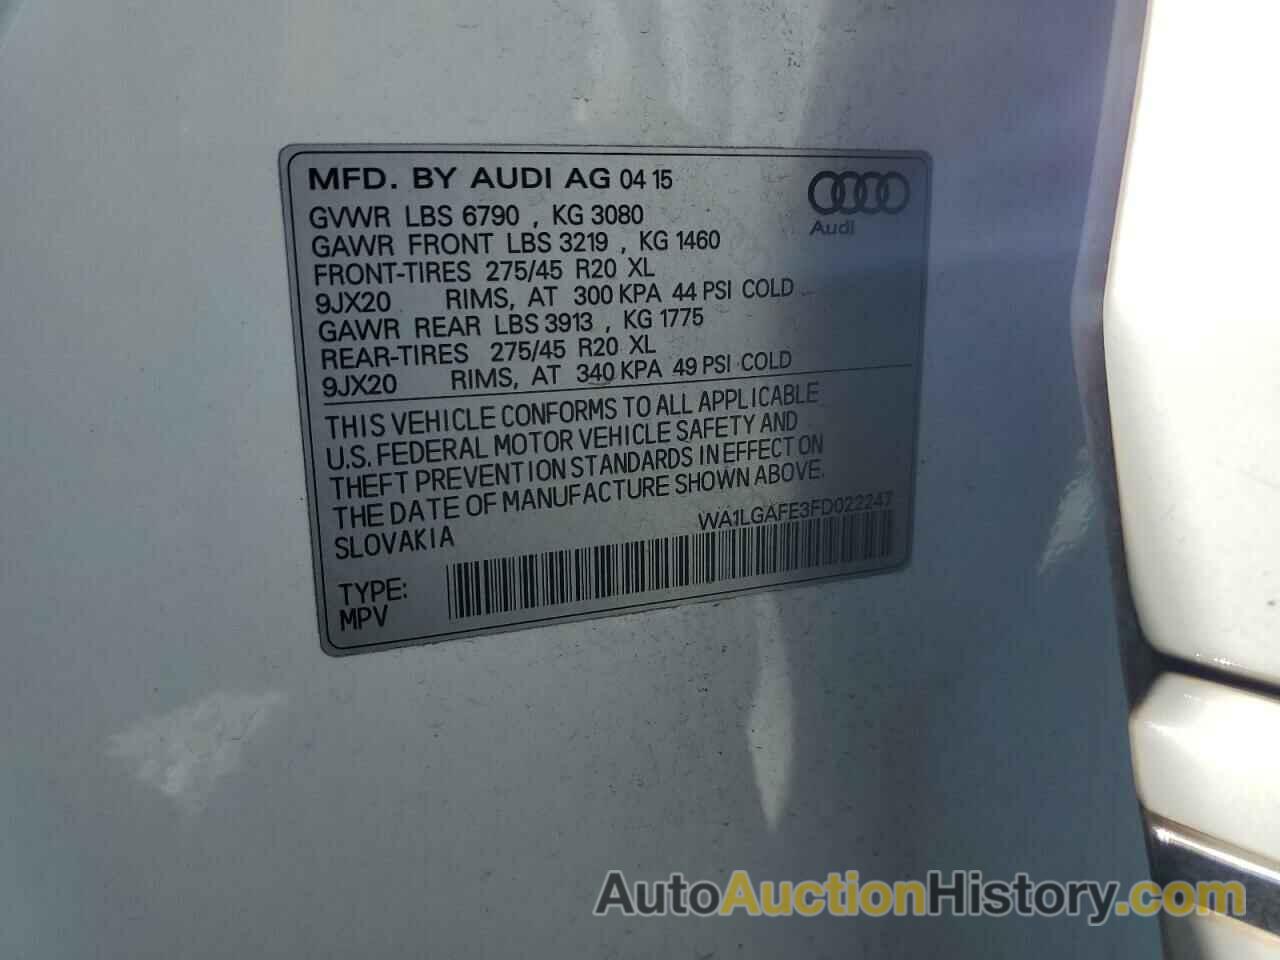 MFD. BY AUDI AG 04 15
Audi
GVWR LBS 6790 , KG 3080
GAWR FRONT LBS 3219 , KG 1460
FRONT-TIRES 275/45 R20 XL
9JX20 RIMS, AT 300 KPA 44 PSI COLD
GAWR REAR LBS 3913 , KG 1775
REAR-TIRES 275/45 R20 XL
9JX20 RIMS, AT 340 KPA 49 PSI COLD
THIS VEHICLE CONFORMS TO ALL APPLICABLE
U.S. FEDERAL MOTOR VEHICLE SAFETY AND
THEFT PREVENTION STANDARDS IN EFFECT ON
THE DATE OF MANUFACTURE SHOWN ABOVE.
SLOVAKIA
WA1LGAFE3FD022247
TYPE:
MPV
AutoAuctionHistory.com